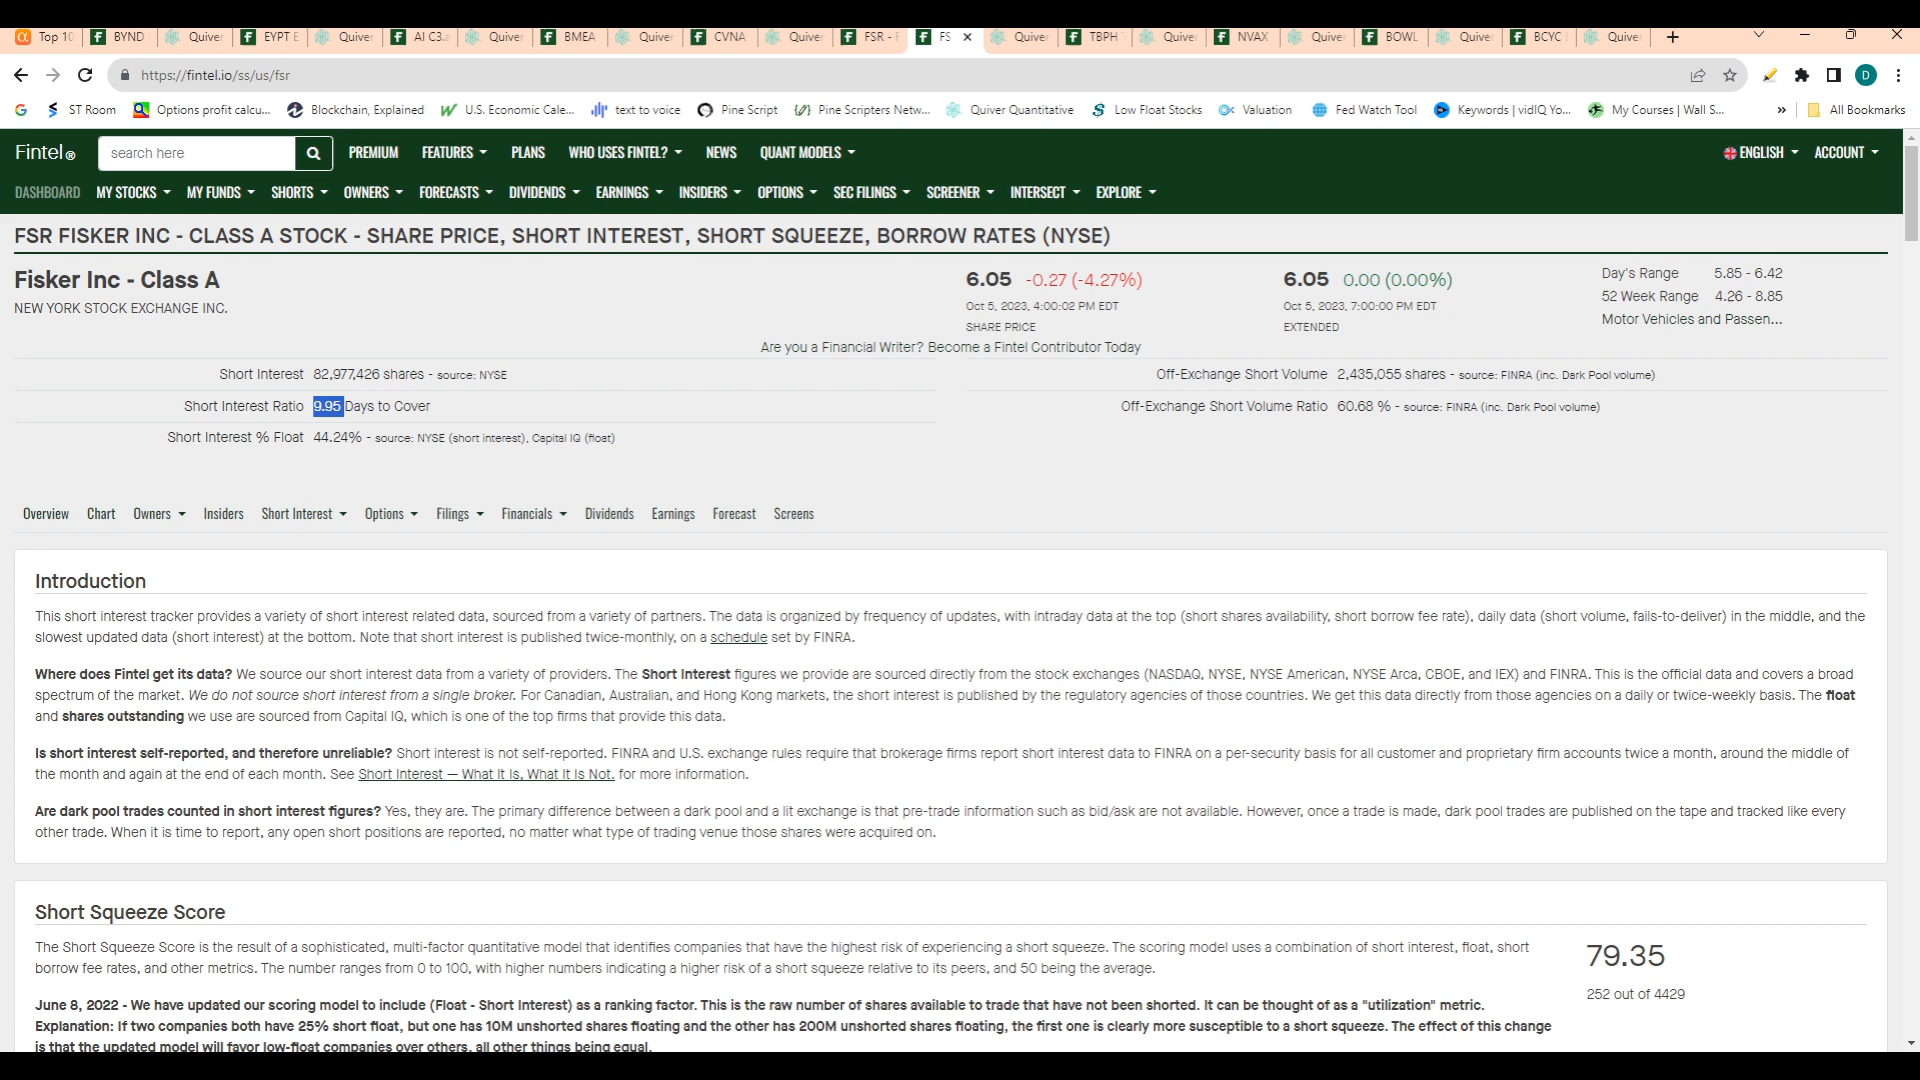 Top 10 BYND Quiver EYPT E Quiver AI C3.a Quiver BMEA Quiver CVNA Quiver FSR - F FS Quiver TBPH Quiver NVAX Quiver BOWL Quiver BCYC Quiver
https://fintel.io/ss/us/fsr D
ST Room Options profit calcu... Blockchain, Explained U.S. Economic Cale... text to voice Pine Script Pine Scripters Netw... Quiver Quantitative Low Float Stocks Valuation Fed Watch Tool Keywords | vidIQ Yo... My Courses | Wall S... » All Bookmarks
Fintel® search here PREMIUM FEATURES PLANS WHO USES FINTEL? NEWS QUANT MODELS ENGLISH ACCOUNT
DASHBOARD MY STOCKS MY FUNDS SHORTS OWNERS FORECASTS DIVIDENDS EARNINGS INSIDERS OPTIONS SEC FILINGS SCREENER INTERSECT EXPLORE
FSR FISKER INC - CLASS A STOCK - SHARE PRICE, SHORT INTEREST, SHORT SQUEEZE, BORROW RATES (NYSE)
Fisker Inc - Class A
NEW YORK STOCK EXCHANGE INC.
6.05 -0.27 (-4.27%)
Oct 5, 2023, 4:00:02 PM EDT
SHARE PRICE
6.05 0.00 (0.00%)
Oct 5, 2023, 7:00:00 PM EDT
EXTENDED
Day's Range 5.85 - 6.42
52 Week Range 4.26 - 8.85
Motor Vehicles and Passen...
Are you a Financial Writer? Become a Fintel Contributor Today
Short Interest 82,977,426 shares - source: NYSE
Short Interest Ratio 9.95 Days to Cover
Short Interest % Float 44.24% - source: NYSE (short interest), Capital IQ (float)
Off-Exchange Short Volume 2,435,055 shares - source: FINRA (inc. Dark Pool volume)
Off-Exchange Short Volume Ratio 60.68 % - source: FINRA (inc. Dark Pool volume)
Overview Chart Owners Insiders Short Interest Options Filings Financials Dividends Earnings Forecast Screens
Introduction
This short interest tracker provides a variety of short interest related data, sourced from a variety of partners. The data is organized by frequency of updates, with intraday data at the top (short shares availability, short borrow fee rate), daily data (short volume, fails-to-deliver) in the middle, and the
slowest updated data (short interest) at the bottom. Note that short interest is published twice-monthly, on a schedule set by FINRA.
Where does Fintel get its data? We source our short interest data from a variety of providers. The Short Interest figures we provide are sourced directly from the stock exchanges (NASDAQ, NYSE, NYSE American, NYSE Arca, CBOE, and IEX) and FINRA. This is the official data and covers a broad
spectrum of the market. We do not source short interest from a single broker. For Canadian, Australian, and Hong Kong markets, the short interest is published by the regulatory agencies of those countries. We get this data directly from those agencies on a daily or twice-weekly basis. The float
and shares outstanding we use are sourced from Capital IQ, which is one of the top firms that provide this data.
Is short interest self-reported, and therefore unreliable? Short interest is not self-reported. FINRA and U.S. exchange rules require that brokerage firms report short interest data to FINRA on a per-security basis for all customer and proprietary firm accounts twice a month, around the middle of
the month and again at the end of each month. See Short Interest — What It Is, What It Is Not. for more information.
Are dark pool trades counted in short interest figures? Yes, they are. The primary difference between a dark pool and a lit exchange is that pre-trade information such as bid/ask are not available. However, once a trade is made, dark pool trades are published on the tape and tracked like every
other trade. When it is time to report, any open short positions are reported, no matter what type of trading venue those shares were acquired on.
Short Squeeze Score
The Short Squeeze Score is the result of a sophisticated, multi-factor quantitative model that identifies companies that have the highest risk of experiencing a short squeeze. The scoring model uses a combination of short interest, float, short
borrow fee rates, and other metrics. The number ranges from 0 to 100, with higher numbers indicating a higher risk of a short squeeze relative to its peers, and 50 being the average.
79.35
252 out of 4429
June 8, 2022 - We have updated our scoring model to include (Float - Short Interest) as a ranking factor. This is the raw number of shares available to trade that have not been shorted. It can be thought of as a "utilization" metric.
Explanation: If two companies both have 25% short float, but one has 10M unshorted shares floating and the other has 200M unshorted shares floating, the first one is clearly more susceptible to a short squeeze. The effect of this change
is that the updated model will favor low-float companies over others, all other things being equal.